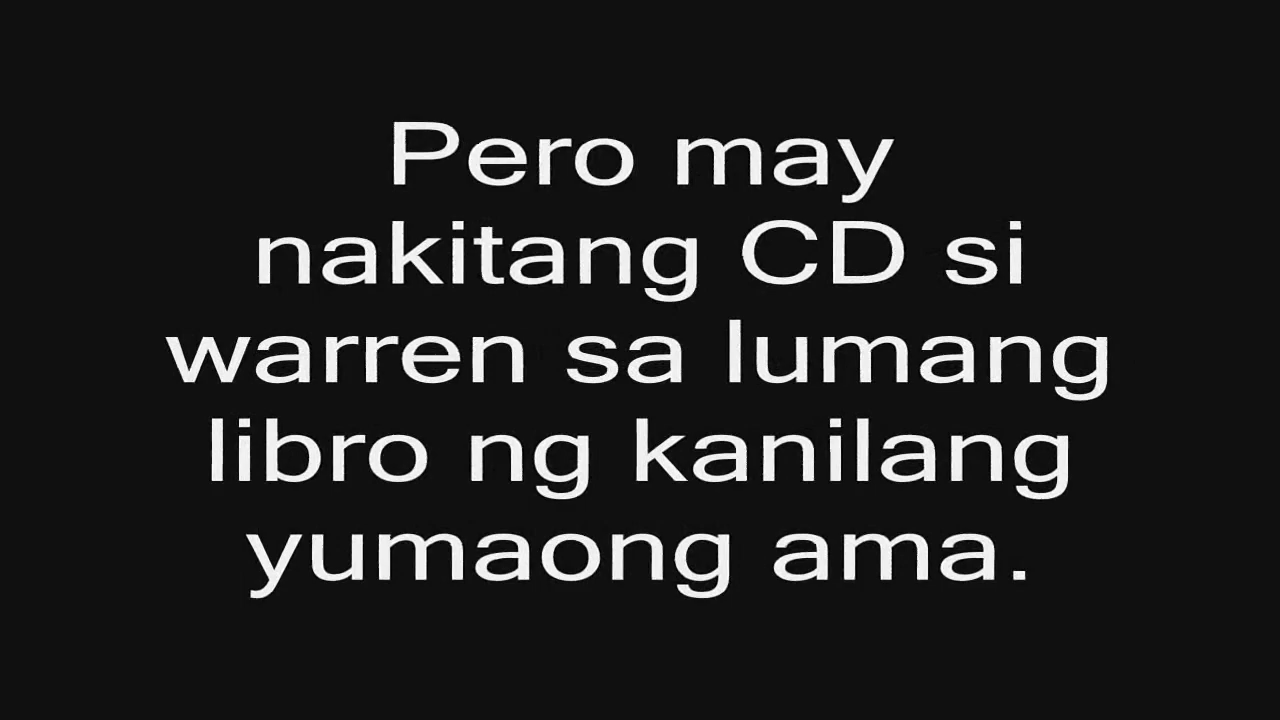 Pero may
nakitang CD si
warren sa lumang
libro ng kanilang
yumaong ama.